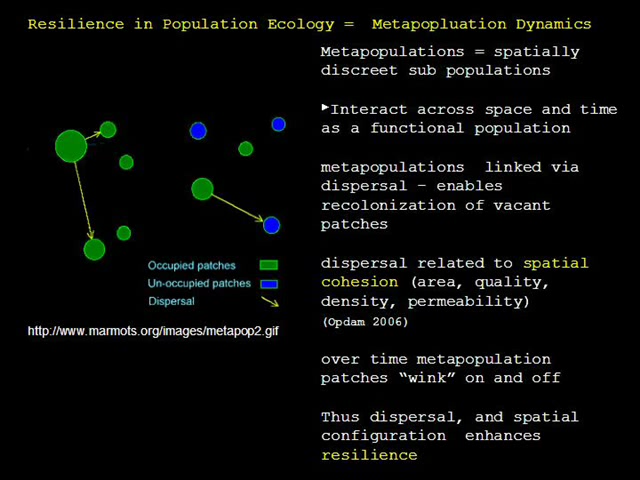 Resilience in Population Ecology = Metapopluation Dynamics
Metapopulations = spatially
discreet sub populations
►Interact across space and time
as a functional population
metapopulations linked via
dispersal – enables
recolonization of vacant
patches
dispersal related to spatial
cohesion (area, quality,
density, permeability)
(Opdam 2006)
over time metapopulation
patches “wink” on and off
Thus dispersal, and spatial
configuration enhances
resilience
Occupied patches
Un-occupied patches
Dispersal
http://www.marmots.org/images/metapop2.gif